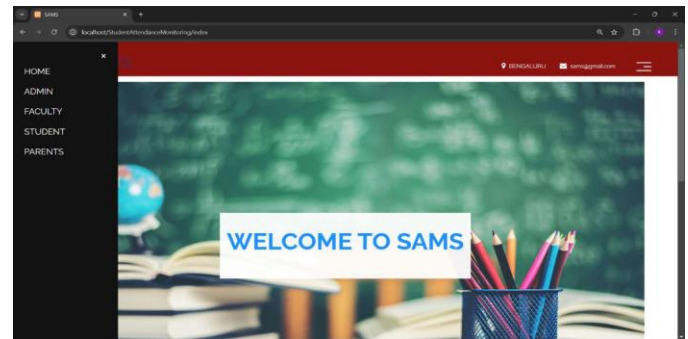 SAMS
localhost/StudentAttendanceMonitoring/index
BENGALURU sams@gmail.com
HOME
ADMIN
FACULTY
STUDENT
PARENTS
WELCOME TO SAMS